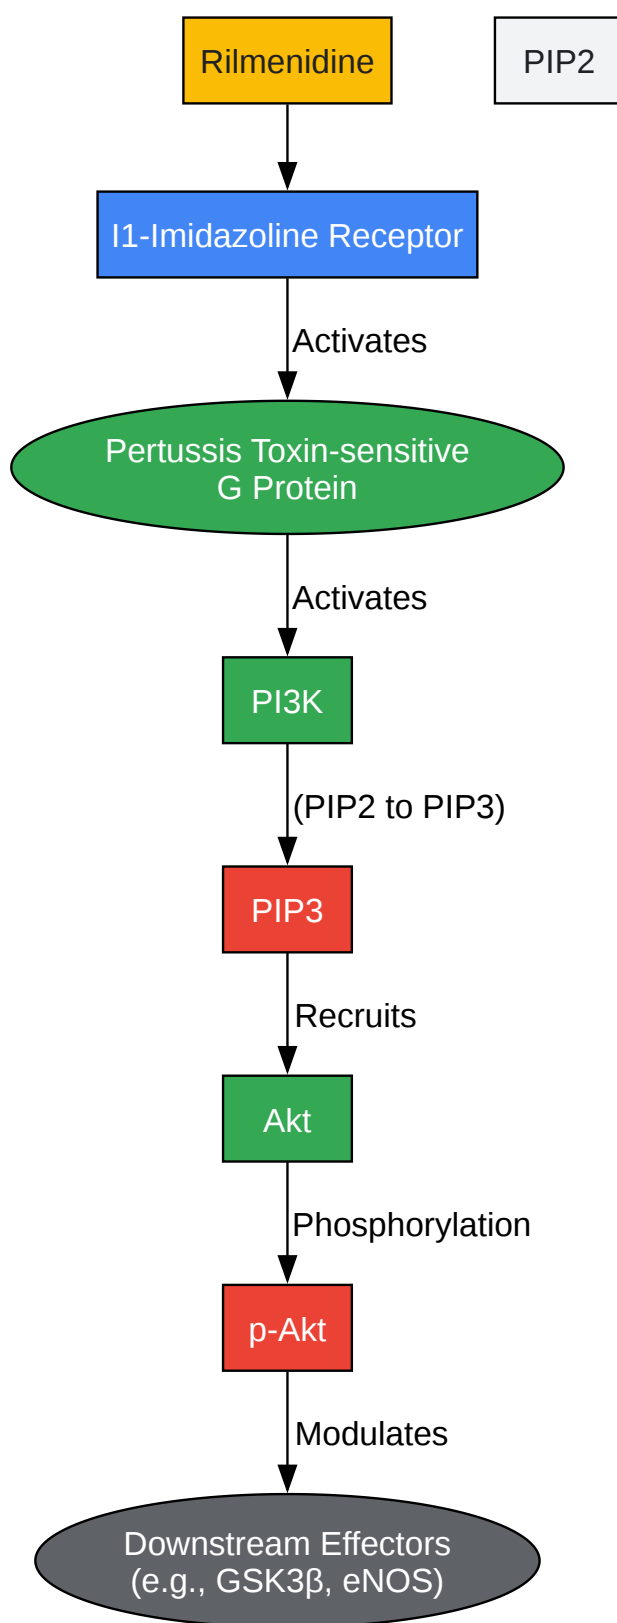 Rilmenidine
PIP2
I1-Imidazoline Receptor
Activates
Pertussis Toxin-sensitive
G Protein
Activates
PI3K
(PIP2 to PIP3)
PIP3
Recruits
Akt
Phosphorylation
p-Akt
Modulates
Downstream Effectors
(e.g., GSK3β, eNOS)